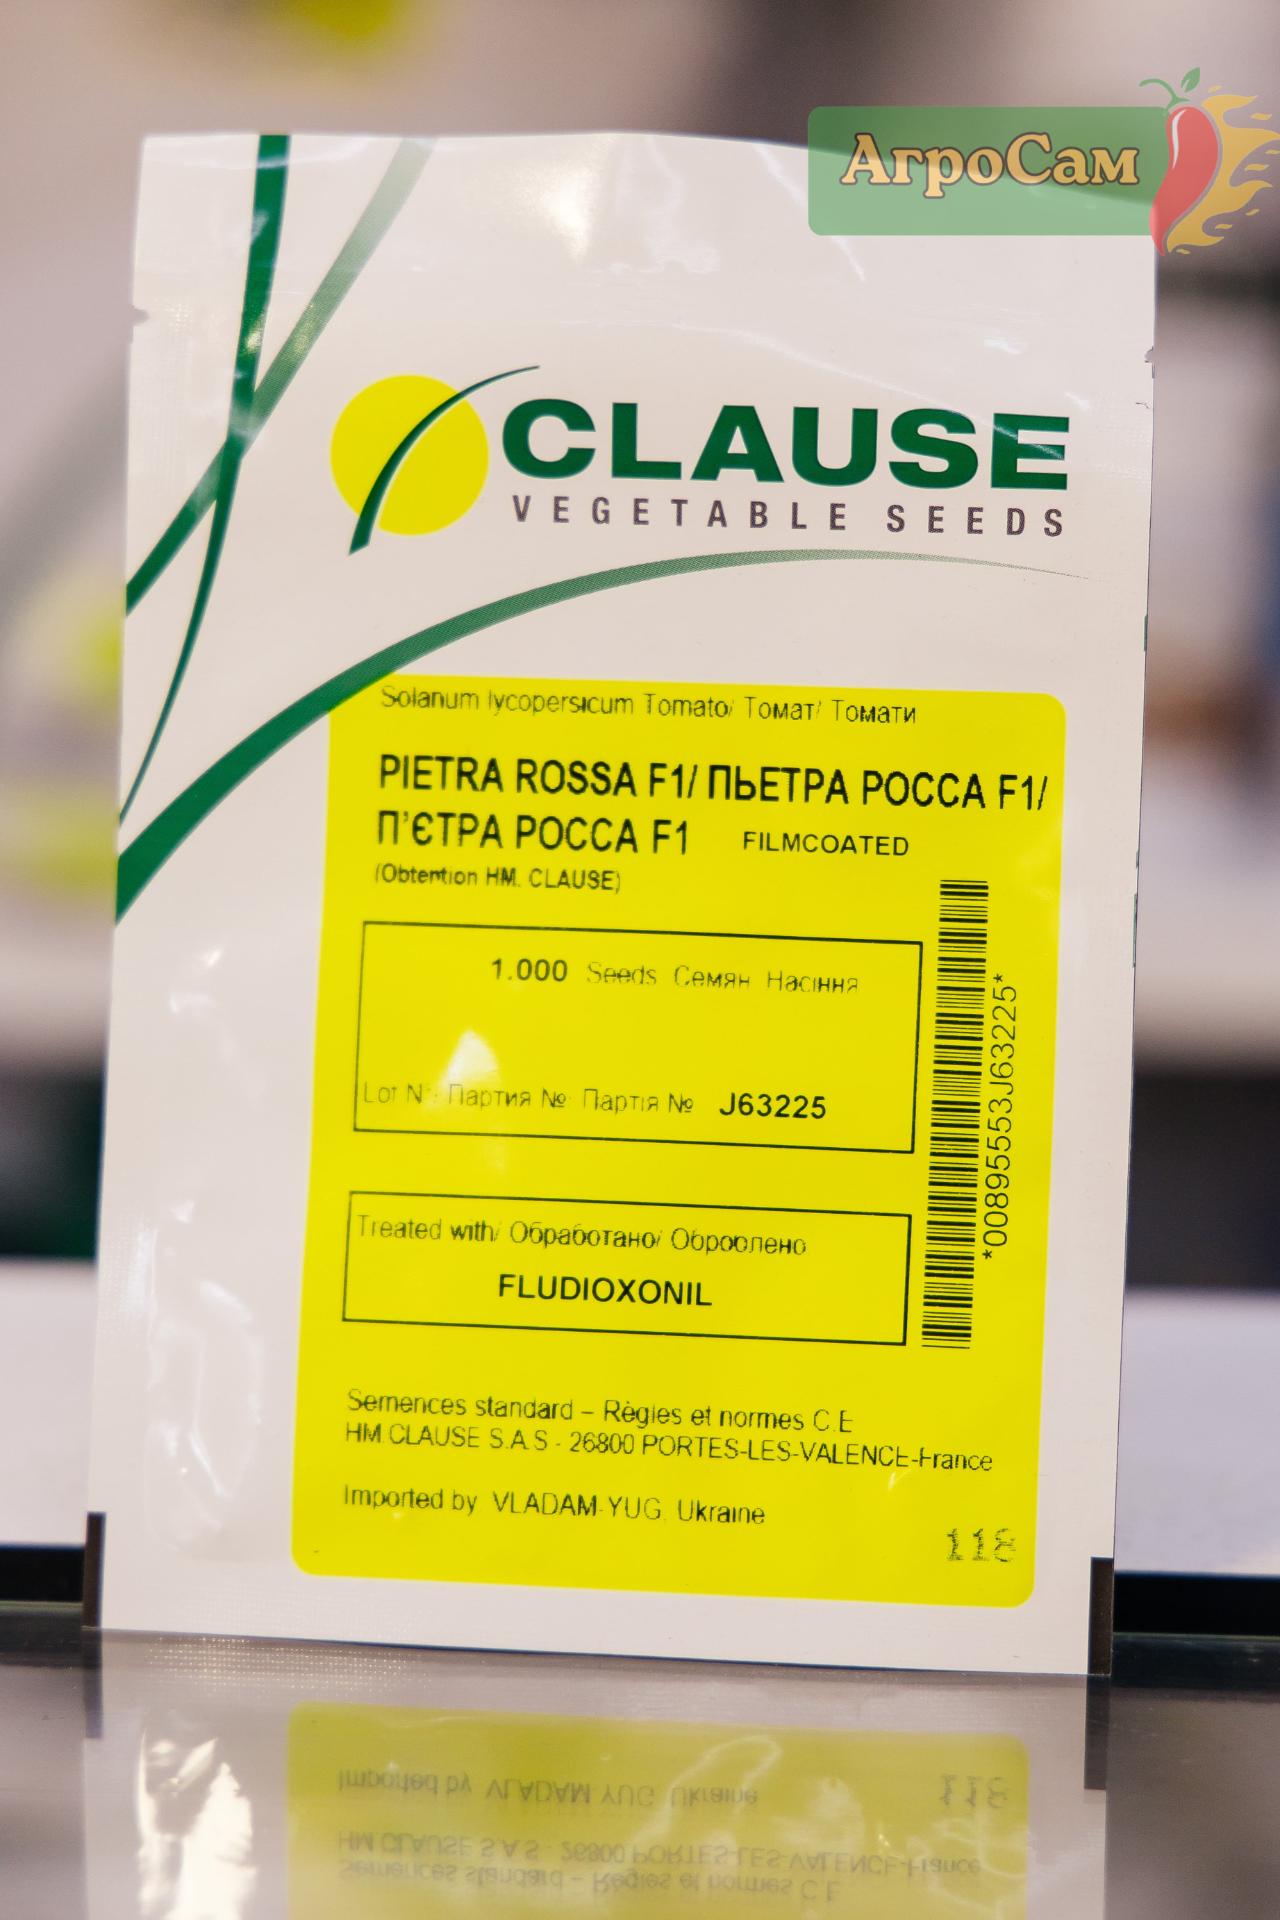 АгроСам
CLAUSE
VEGETABLE SEEDS
Solanum lycopersicum Tomato/ Томат/ Томати
PIETRA ROSSA F1/ ПЬЕТРА РОССА F1/
П'ЄТРА РОССА F1 FILMCOATED
(Obtention HM. CLAUSE)
1.000 Seeds Семян Насіння
Lot N°: Партия № Партія № J63225
*00895553J63225*
Treated with/ Обработано/ Оброблено
FLUDIOXONIL
Semences standard – Règles et normes C.E
HM.CLAUSE S.A.S - 26800 PORTES-LES-VALENCE-France
Imported by VLADAM-YUG, Ukraine
118